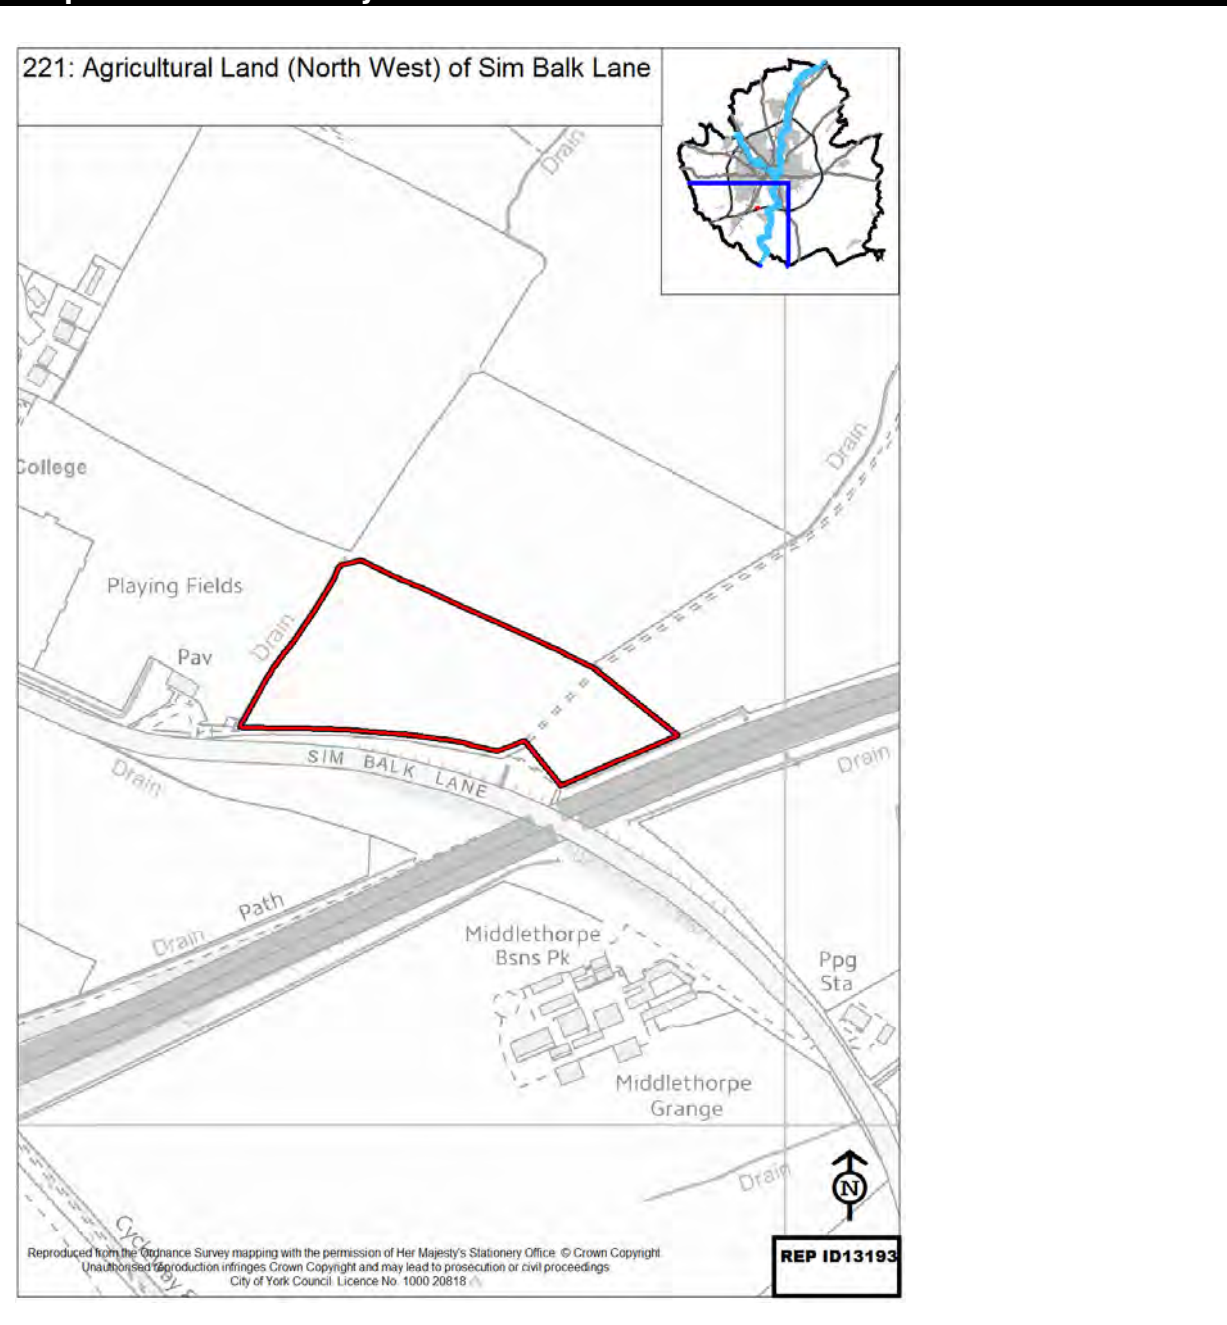 221: Agricultural Land (North West) of Sim Balk Lane
Drain
Drain
College
Playing Fields
Drain
Pav
SIM BALK LANE
Drain
Drain
Path
Drain
Middlethorpe
Bsns Pk
Ppg
Sta
Middlethorpe
Grange
Drain
N
Cycleway
Reproduced from the Ordnance Survey mapping with the permission of Her Majesty's Stationery Office © Crown Copyright
Unauthorised reproduction infringes Crown Copyright and may lead to prosecution or civil proceedings
City of York Council Licence No. 1000 20818
REP ID13193